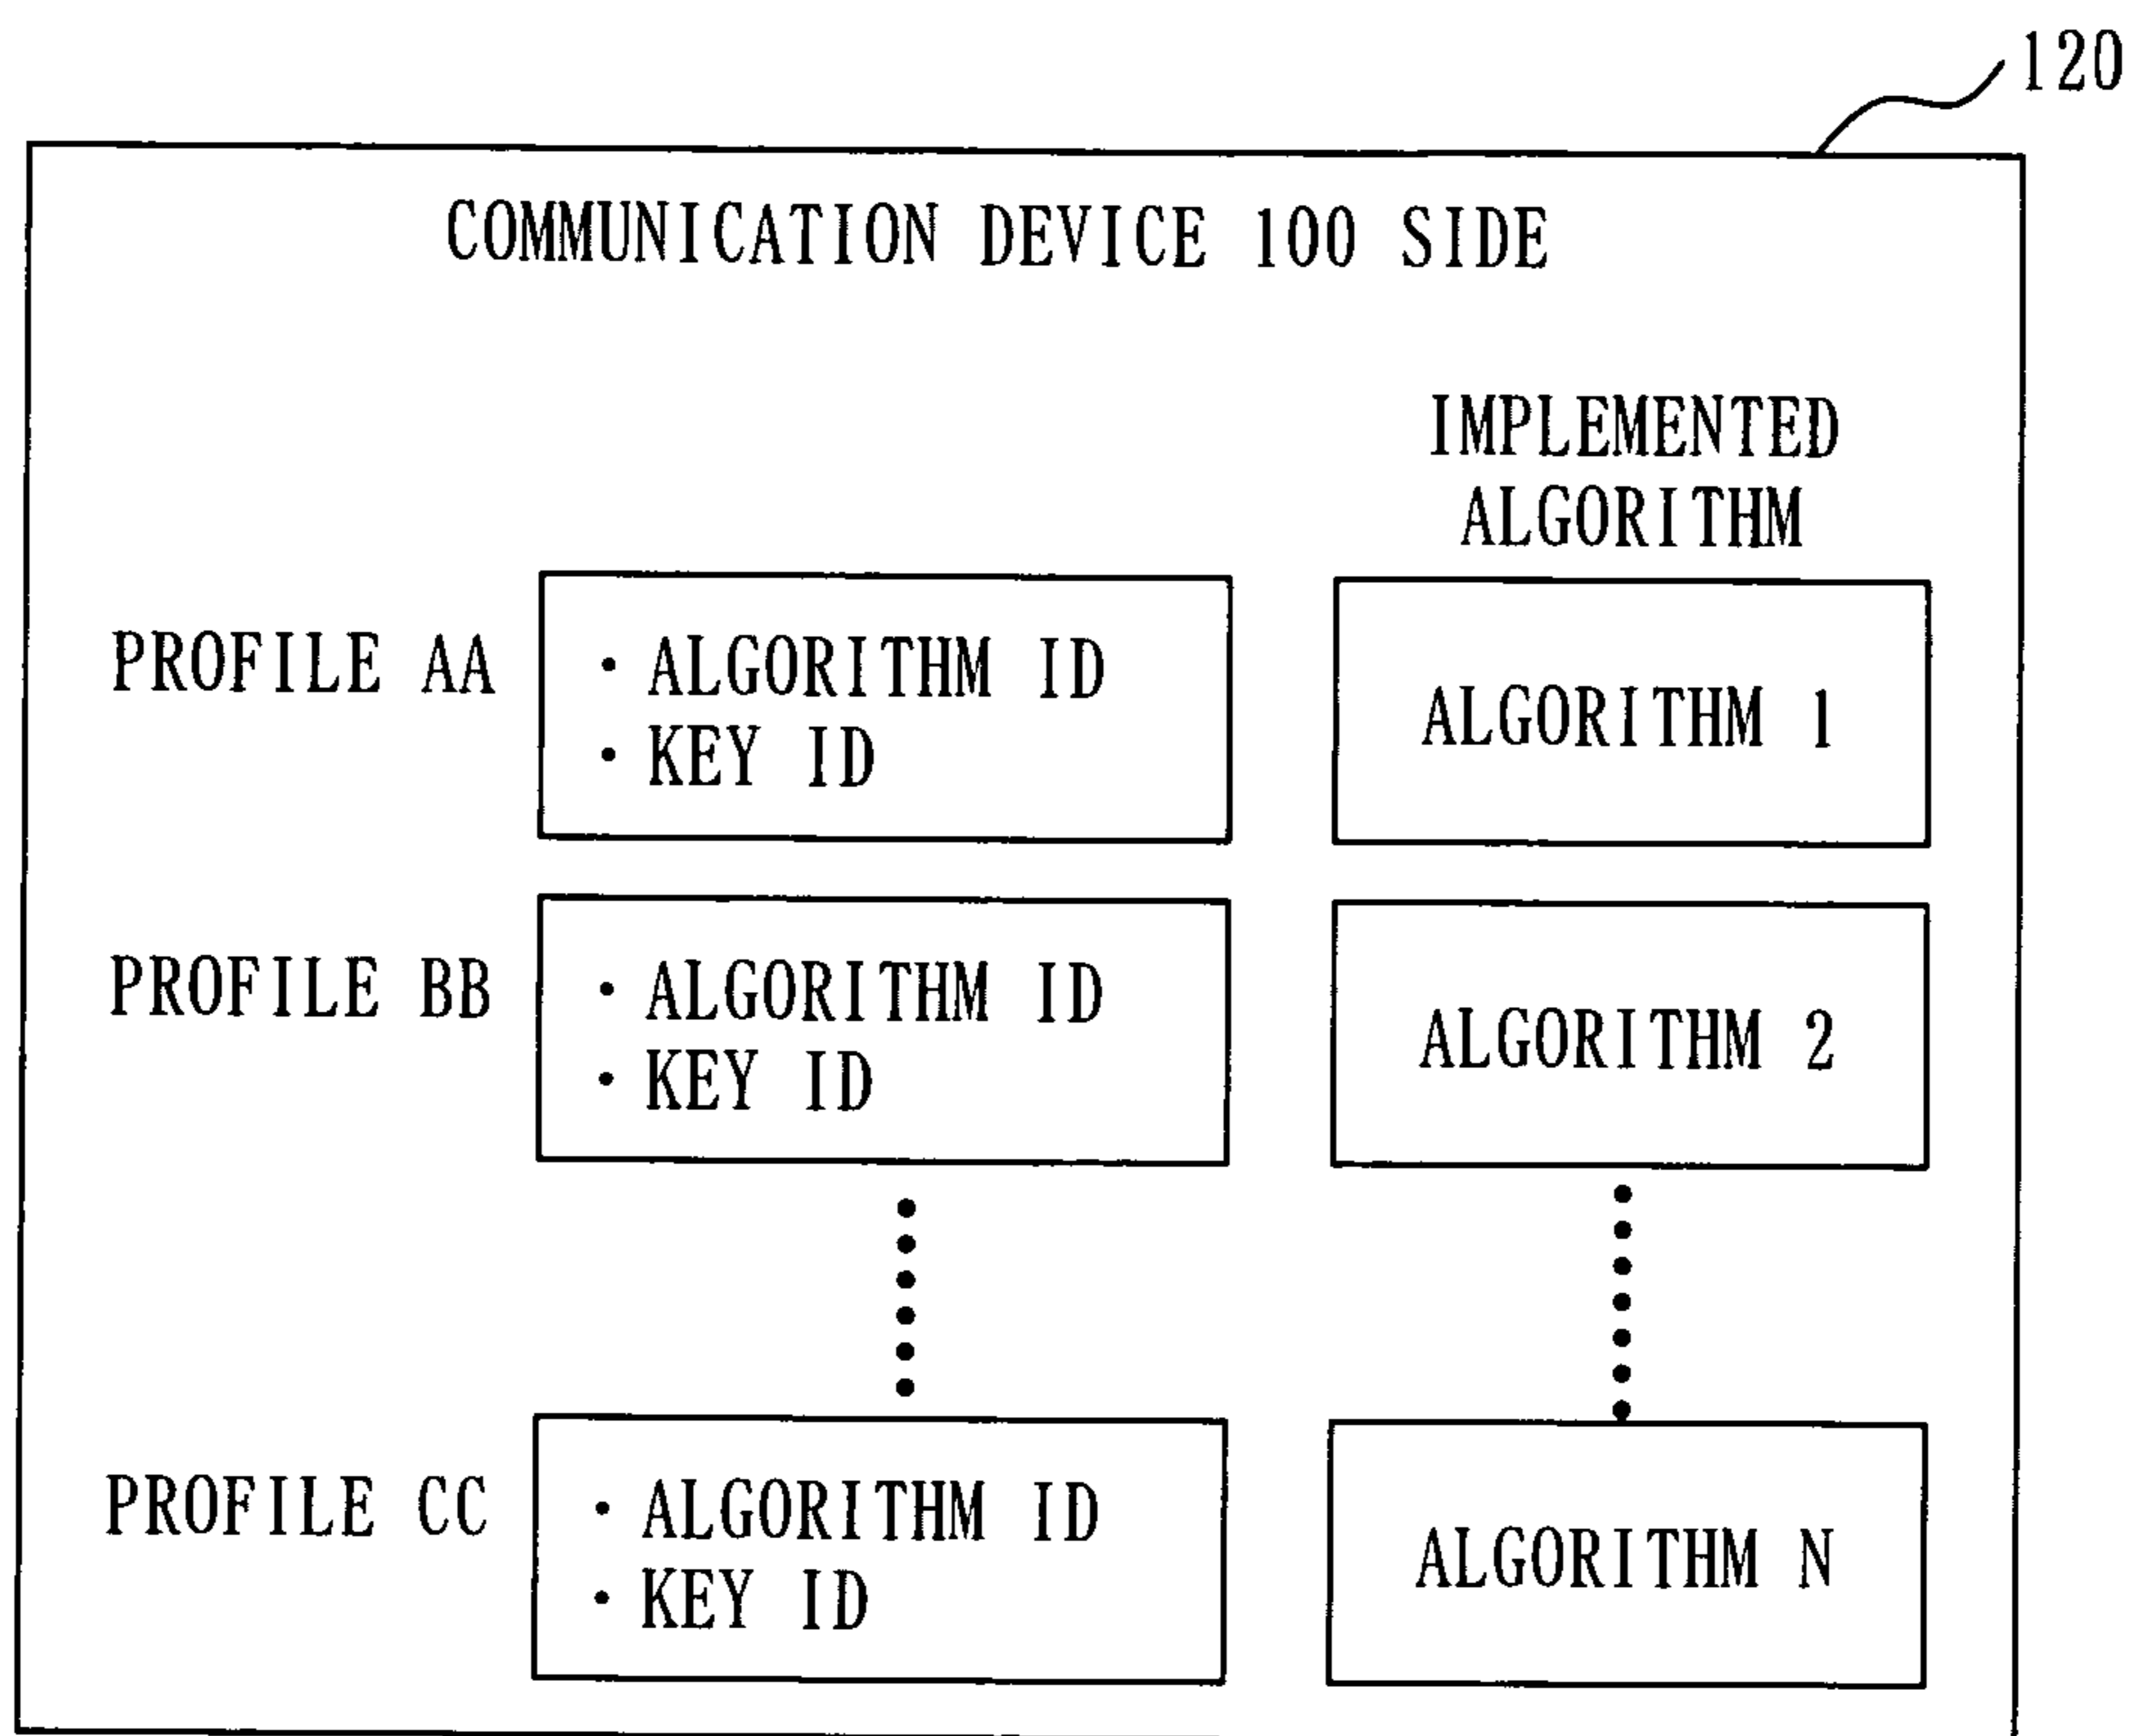 120
COMMUNICATION DEVICE 100 SIDE
IMPLEMENTED
ALGORITHM
PROFILE AA
• ALGORITHM ID
• KEY ID
ALGORITHM 1
PROFILE BB
• ALGORITHM ID
• KEY ID
ALGORITHM 2
PROFILE CC
• ALGORITHM ID
• KEY ID
ALGORITHM N